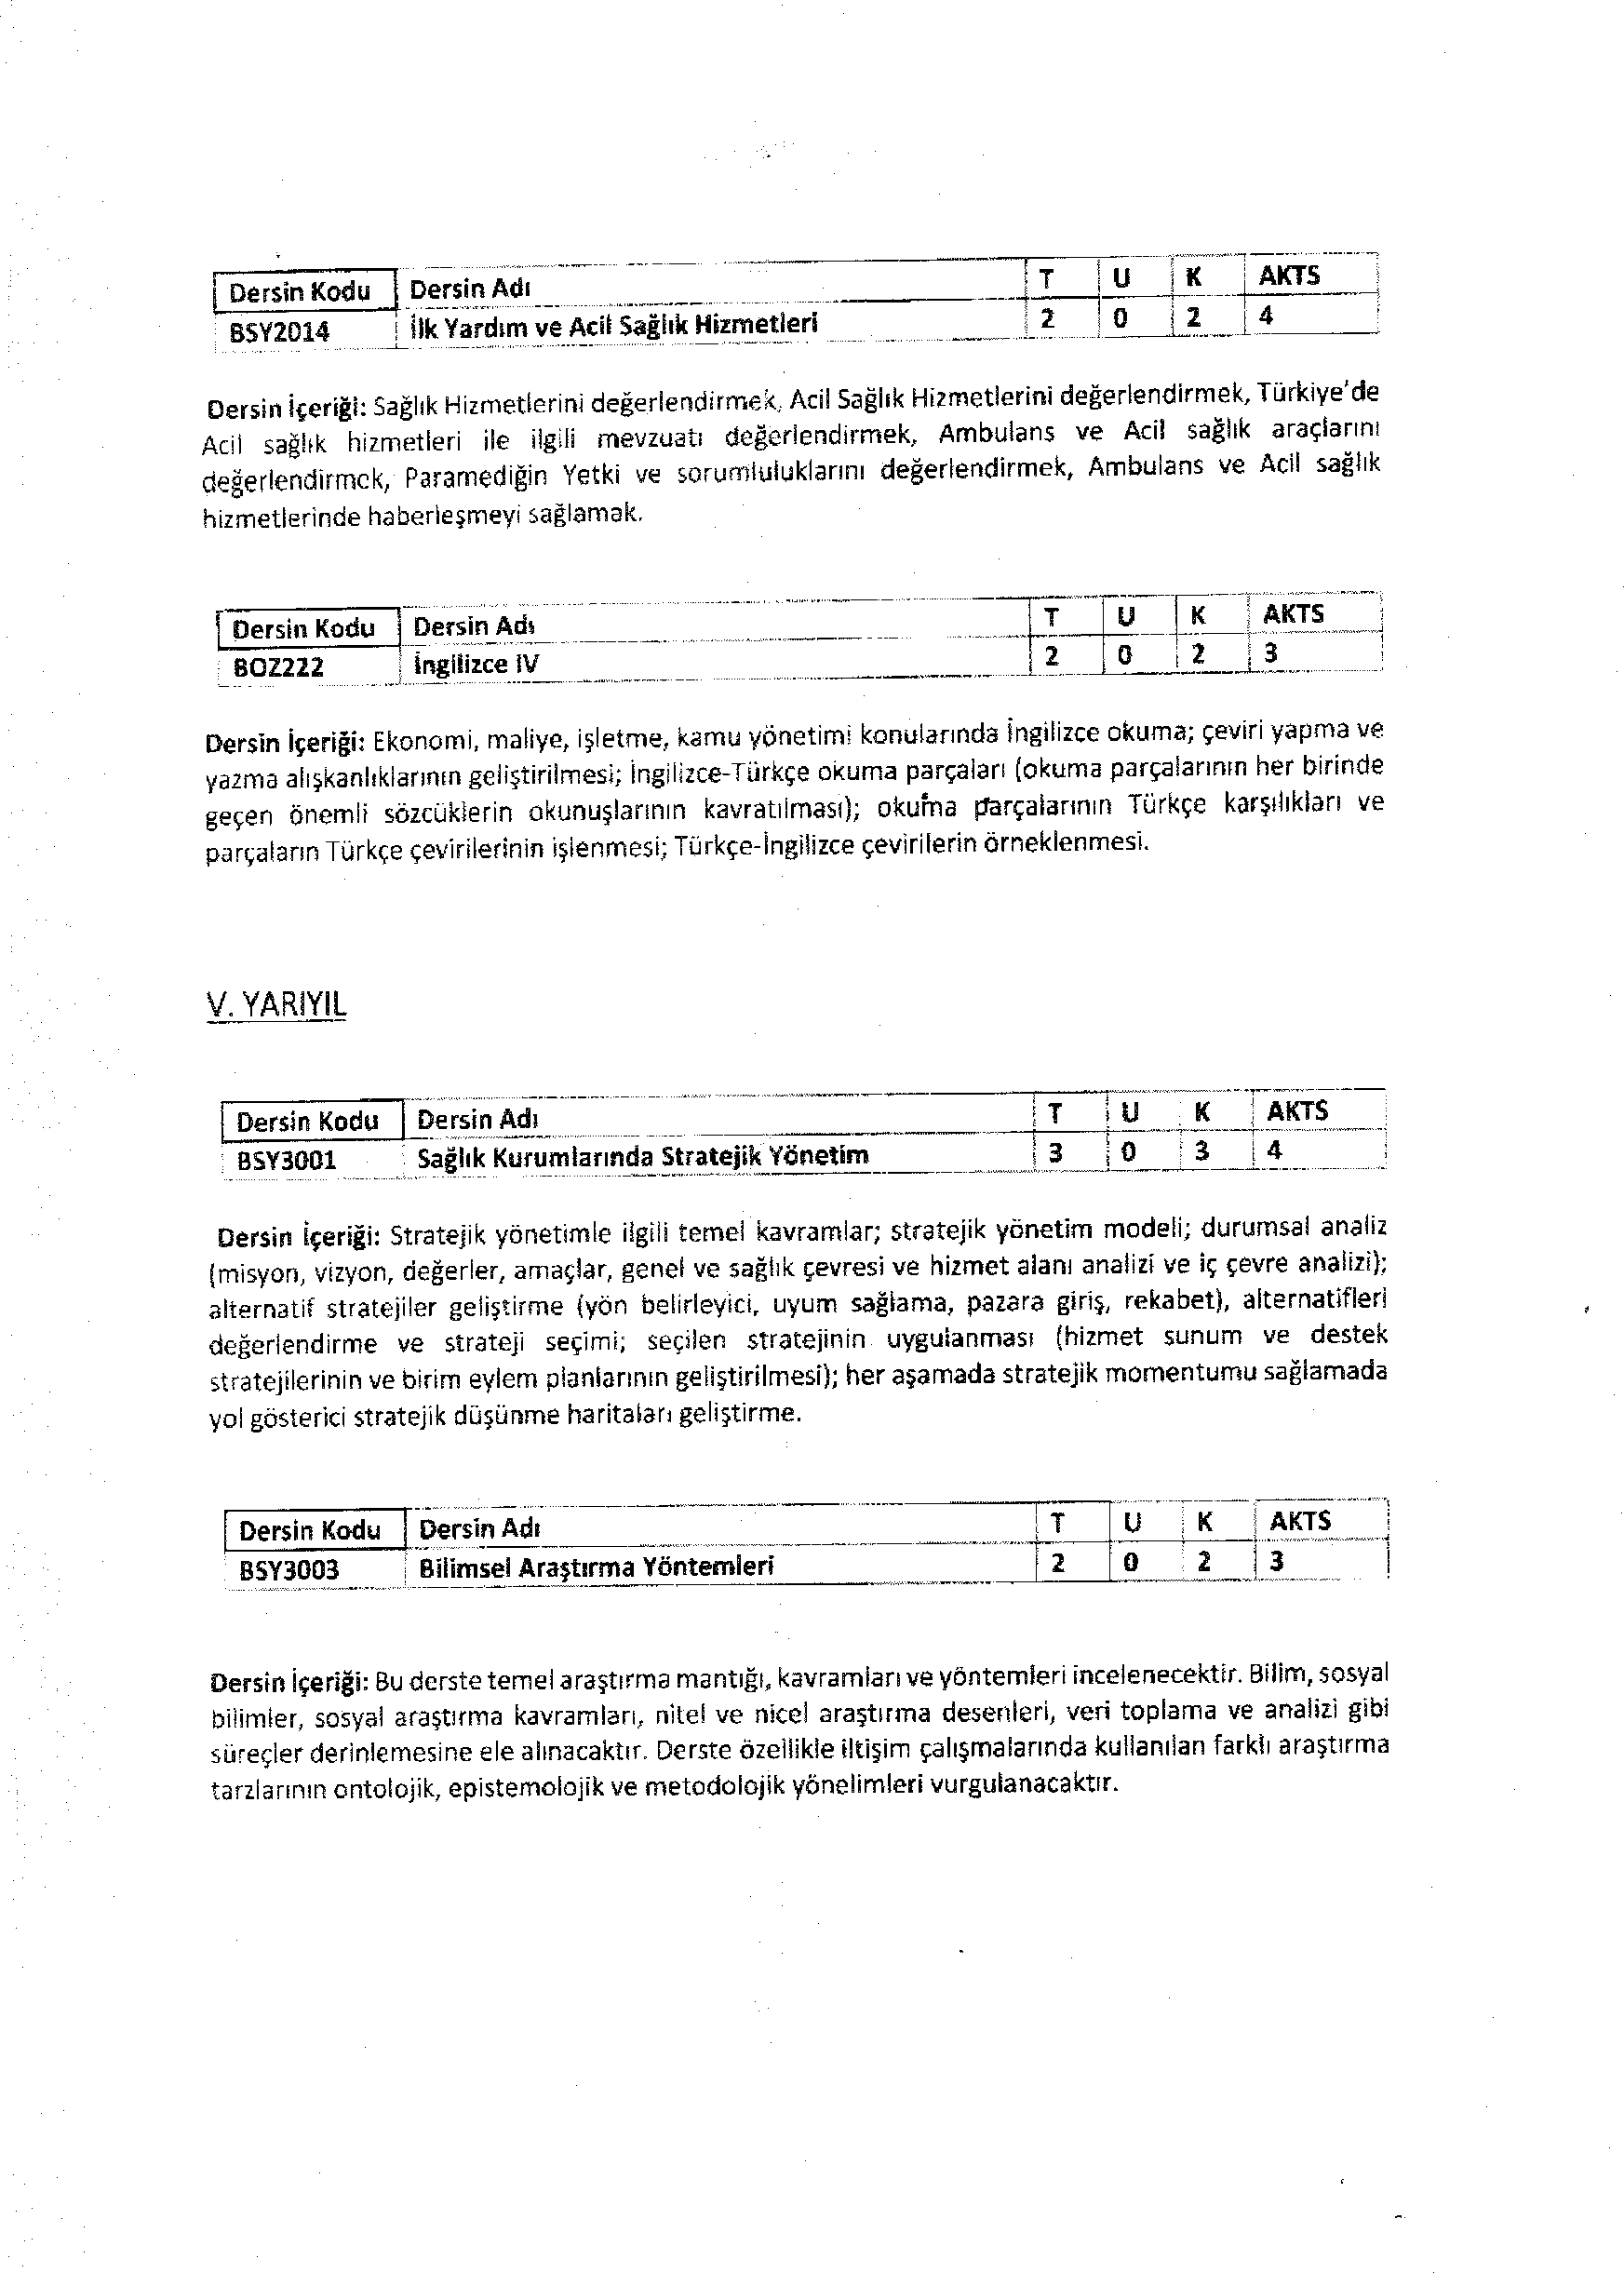 Dersin Kodu Dersin Adı T U K AKTS
BSY2014 İlk Yardım ve Acil Sağlık Hizmetleri 2 0 2 4
Dersin İçeriği: Sağlık Hizmetlerini değerlendirmek, Acil Sağlık Hizmetlerini değerlendirmek, Türkiye'de
Acil sağlık hizmetleri ile ilgili mevzuatı değerlendirmek, Ambulans ve Acil sağlık araçlarını
değerlendirmek, Paramediğin Yetki ve sorumluluklarını değerlendirmek, Ambulans ve Acil sağlık
hizmetlerinde haberleşmeyi sağlamak.
Dersin Kodu Dersin Adı T U K AKTS
BOZ222 İngilizce IV 2 0 2 3
Dersin İçeriği: Ekonomi, maliye, işletme, kamu yönetimi konularında İngilizce okuma; çeviri yapma ve
yazma alışkanlıklarının geliştirilmesi; İngilizce-Türkçe okuma parçaları (okuma parçalarının her birinde
geçen önemli sözcüklerin okunuşlarının kavratılması); okuma parçalarının Türkçe karşılıkları ve
parçaların Türkçe çevirilerinin işlenmesi; Türkçe-İngilizce çevirilerin örneklenmesi.
V. YARIYIL
Dersin Kodu Dersin Adı T U K AKTS
BSY3001 Sağlık Kurumlarında Stratejik Yönetim 3 0 3 4
Dersin İçeriği: Stratejik yönetimle ilgili temel kavramlar; stratejik yönetim modeli; durumsal analiz
(misyon, vizyon, değerler, amaçlar, genel ve sağlık çevresi ve hizmet alanı analizi ve iç çevre analizi);
alternatif stratejiler geliştirme (yön belirleyici, uyum sağlama, pazara giriş, rekabet), alternatifleri
değerlendirme ve strateji seçimi; seçilen stratejinin uygulanması (hizmet sunum ve destek
stratejilerinin ve birim eylem planlarının geliştirilmesi); her aşamada stratejik momentumu sağlamada
yol gösterici stratejik düşünme haritaları geliştirme.
Dersin Kodu Dersin Adı T U K AKTS
BSY3003 Bilimsel Araştırma Yöntemleri 2 0 2 3
Dersin İçeriği: Bu derste temel araştırma mantığı, kavramları ve yöntemleri incelenecektir. Bilim, sosyal
bilimler, sosyal araştırma kavramları, nitel ve nicel araştırma desenleri, veri toplama ve analizi gibi
süreçler derinlemesine ele alınacaktır. Derste özellikle iltişim çalışmalarında kullanılan farklı araştırma
tarzlarının ontolojik, epistemolojik ve metodolojik yönelimleri vurgulanacaktır.